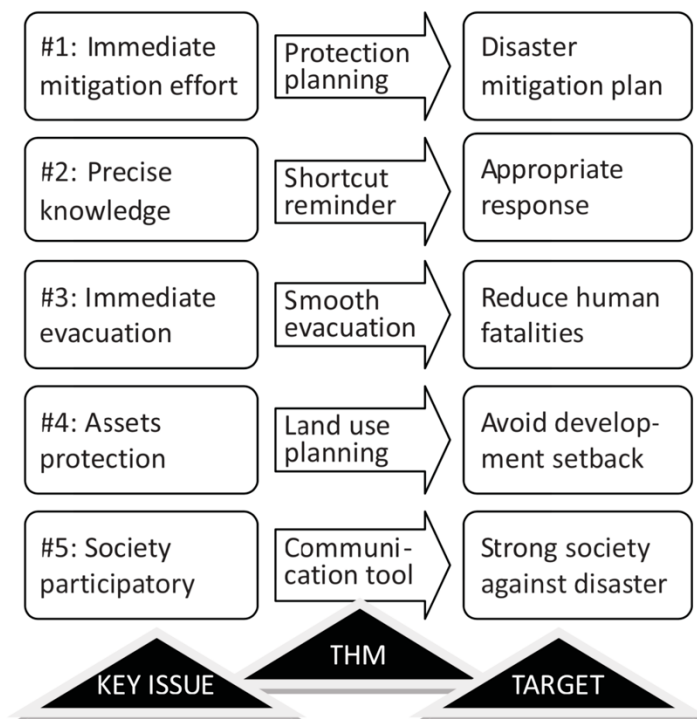 #1: Immediate
mitigation effort
Protection
planning
Disaster
mitigation plan
#2: Precise
knowledge
Shortcut
reminder
Appropriate
response
#3: Immediate
evacuation
Smooth
evacuation
Reduce human
fatalities
#4: Assets
protection
Land use
planning
Avoid develop-
ment setback
#5: Society
participatory
Communi-
cation tool
Strong society
against disaster
KEY ISSUE
THM
TARGET